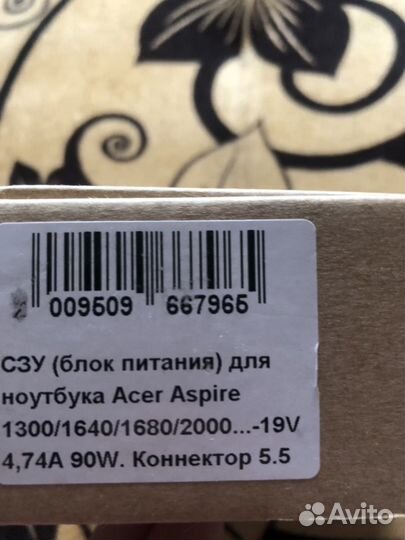 009509 667965
СЗУ (блок питания) для
ноутбука Acer Aspire
1300/1640/1680/2000...-19V
4,74A 90W. Коннектор 5.5
Avito